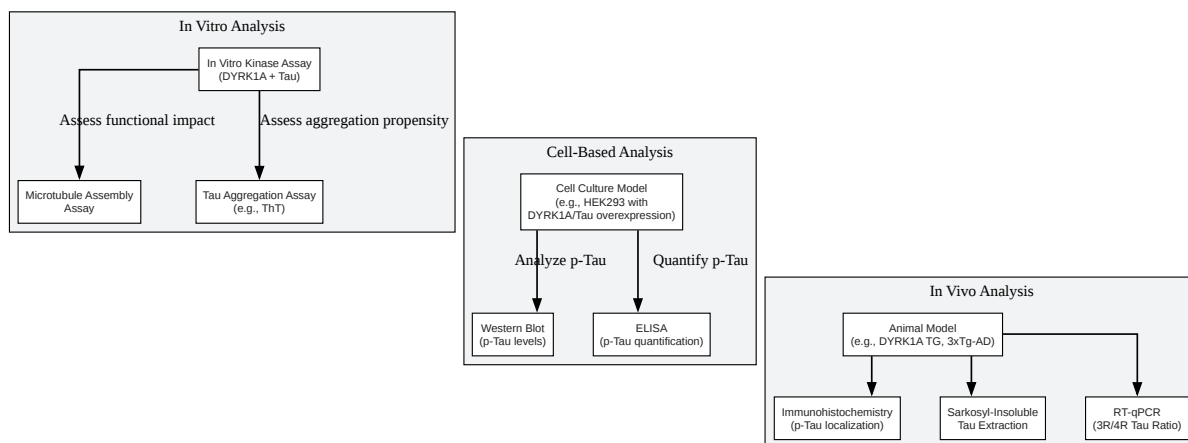 In Vitro Analysis
In Vitro Kinase Assay
(DYRK1A + Tau)
Assess functional impact
Assess aggregation propensity
Microtubule Assembly
Assay
Tau Aggregation Assay
(e.g., ThT)
Cell-Based Analysis
Cell Culture Model
(e.g., HEK293 with
DYRK1A/Tau overexpression)
Analyze p-Tau
Quantify p-Tau
Western Blot
(p-Tau levels)
ELISA
(p-Tau quantification)
In Vivo Analysis
Animal Model
(e.g., DYRK1A TG, 3xTg-AD)
Immunohistochemistry
(p-Tau localization)
Sarkosyl-Insoluble
Tau Extraction
RT-qPCR
(3R/4R Tau Ratio)